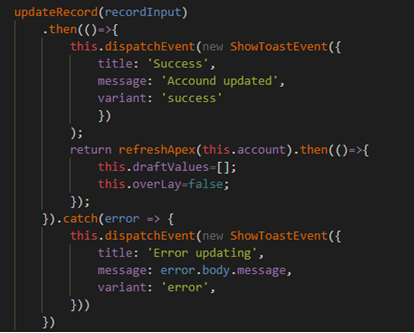 updateRecord(recordInput)
.then(()=>{
this.dispatchEvent(new ShowToastEvent({
title: 'Success',
message: 'Accound updated',
variant: 'success'
})
);
return refreshApex(this.account).then(()=>{
this.draftValues=[];
this.overLay=false;
});
}).catch(error => {
this.dispatchEvent(new ShowToastEvent({
title: 'Error updating',
message: error.body.message,
variant: 'error',
}))
})